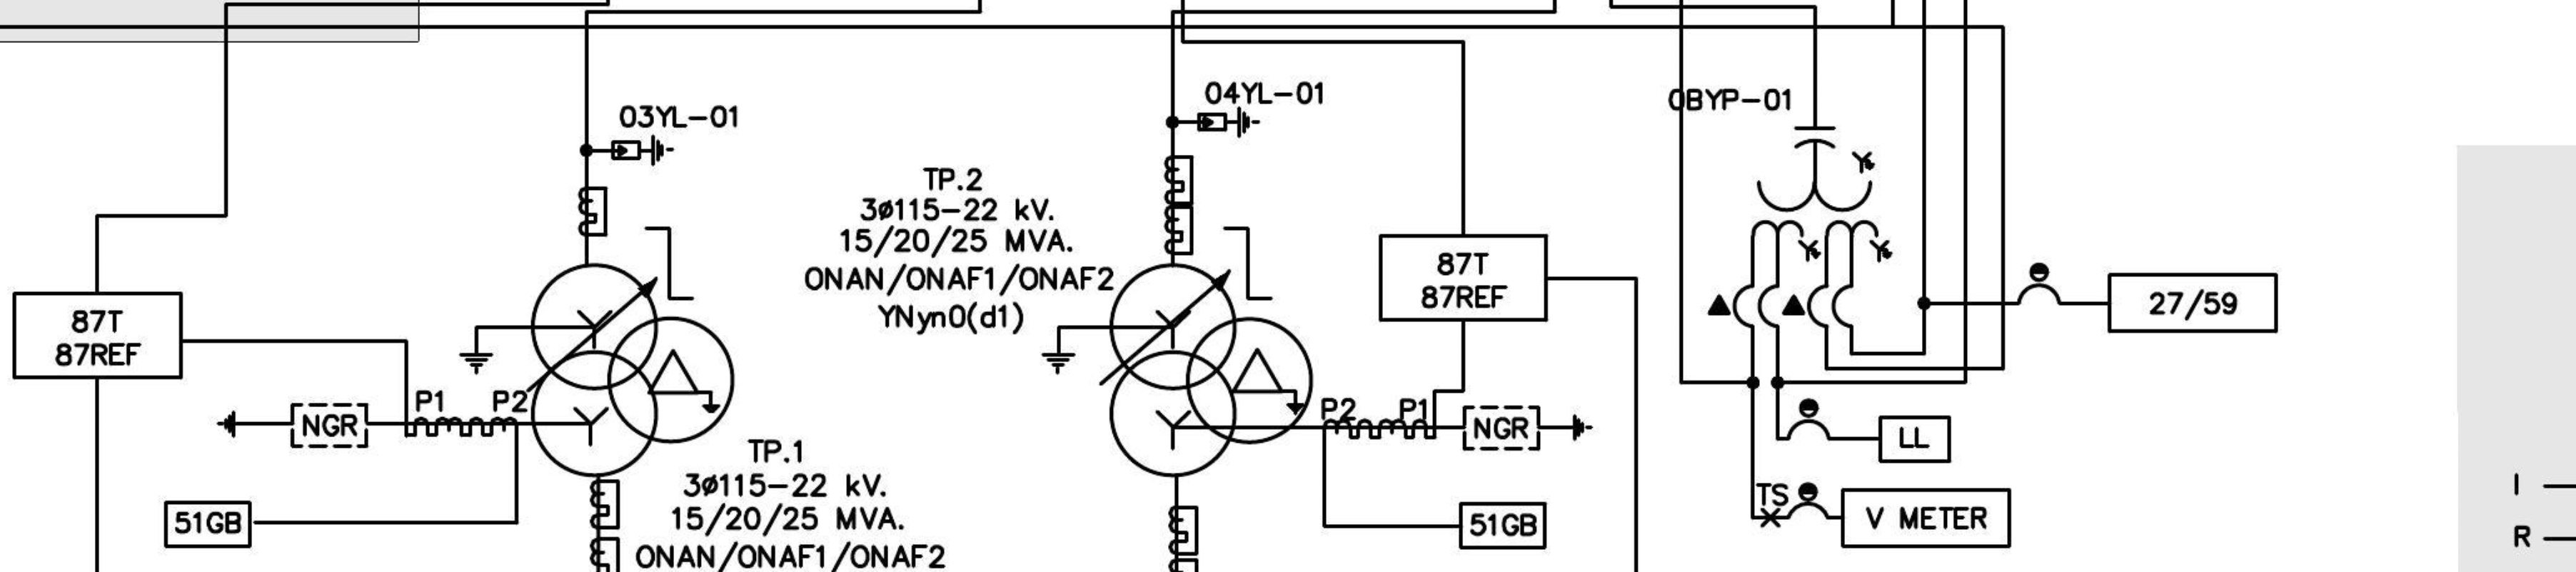 03YL-01
04YL-01
0BYP-01
TP.2
3ø115-22 kV.
15/20/25 MVA.
ONAN/ONAF1/ONAF2
YNyn0(d1)
87T
87REF
87T
87REF
27/59
P1
P2
NGR
P2
P1
NGR
LL
TP.1
3ø115-22 kV.
15/20/25 MVA.
ONAN/ONAF1/ONAF2
51GB
51GB
TS
V METER
I
R